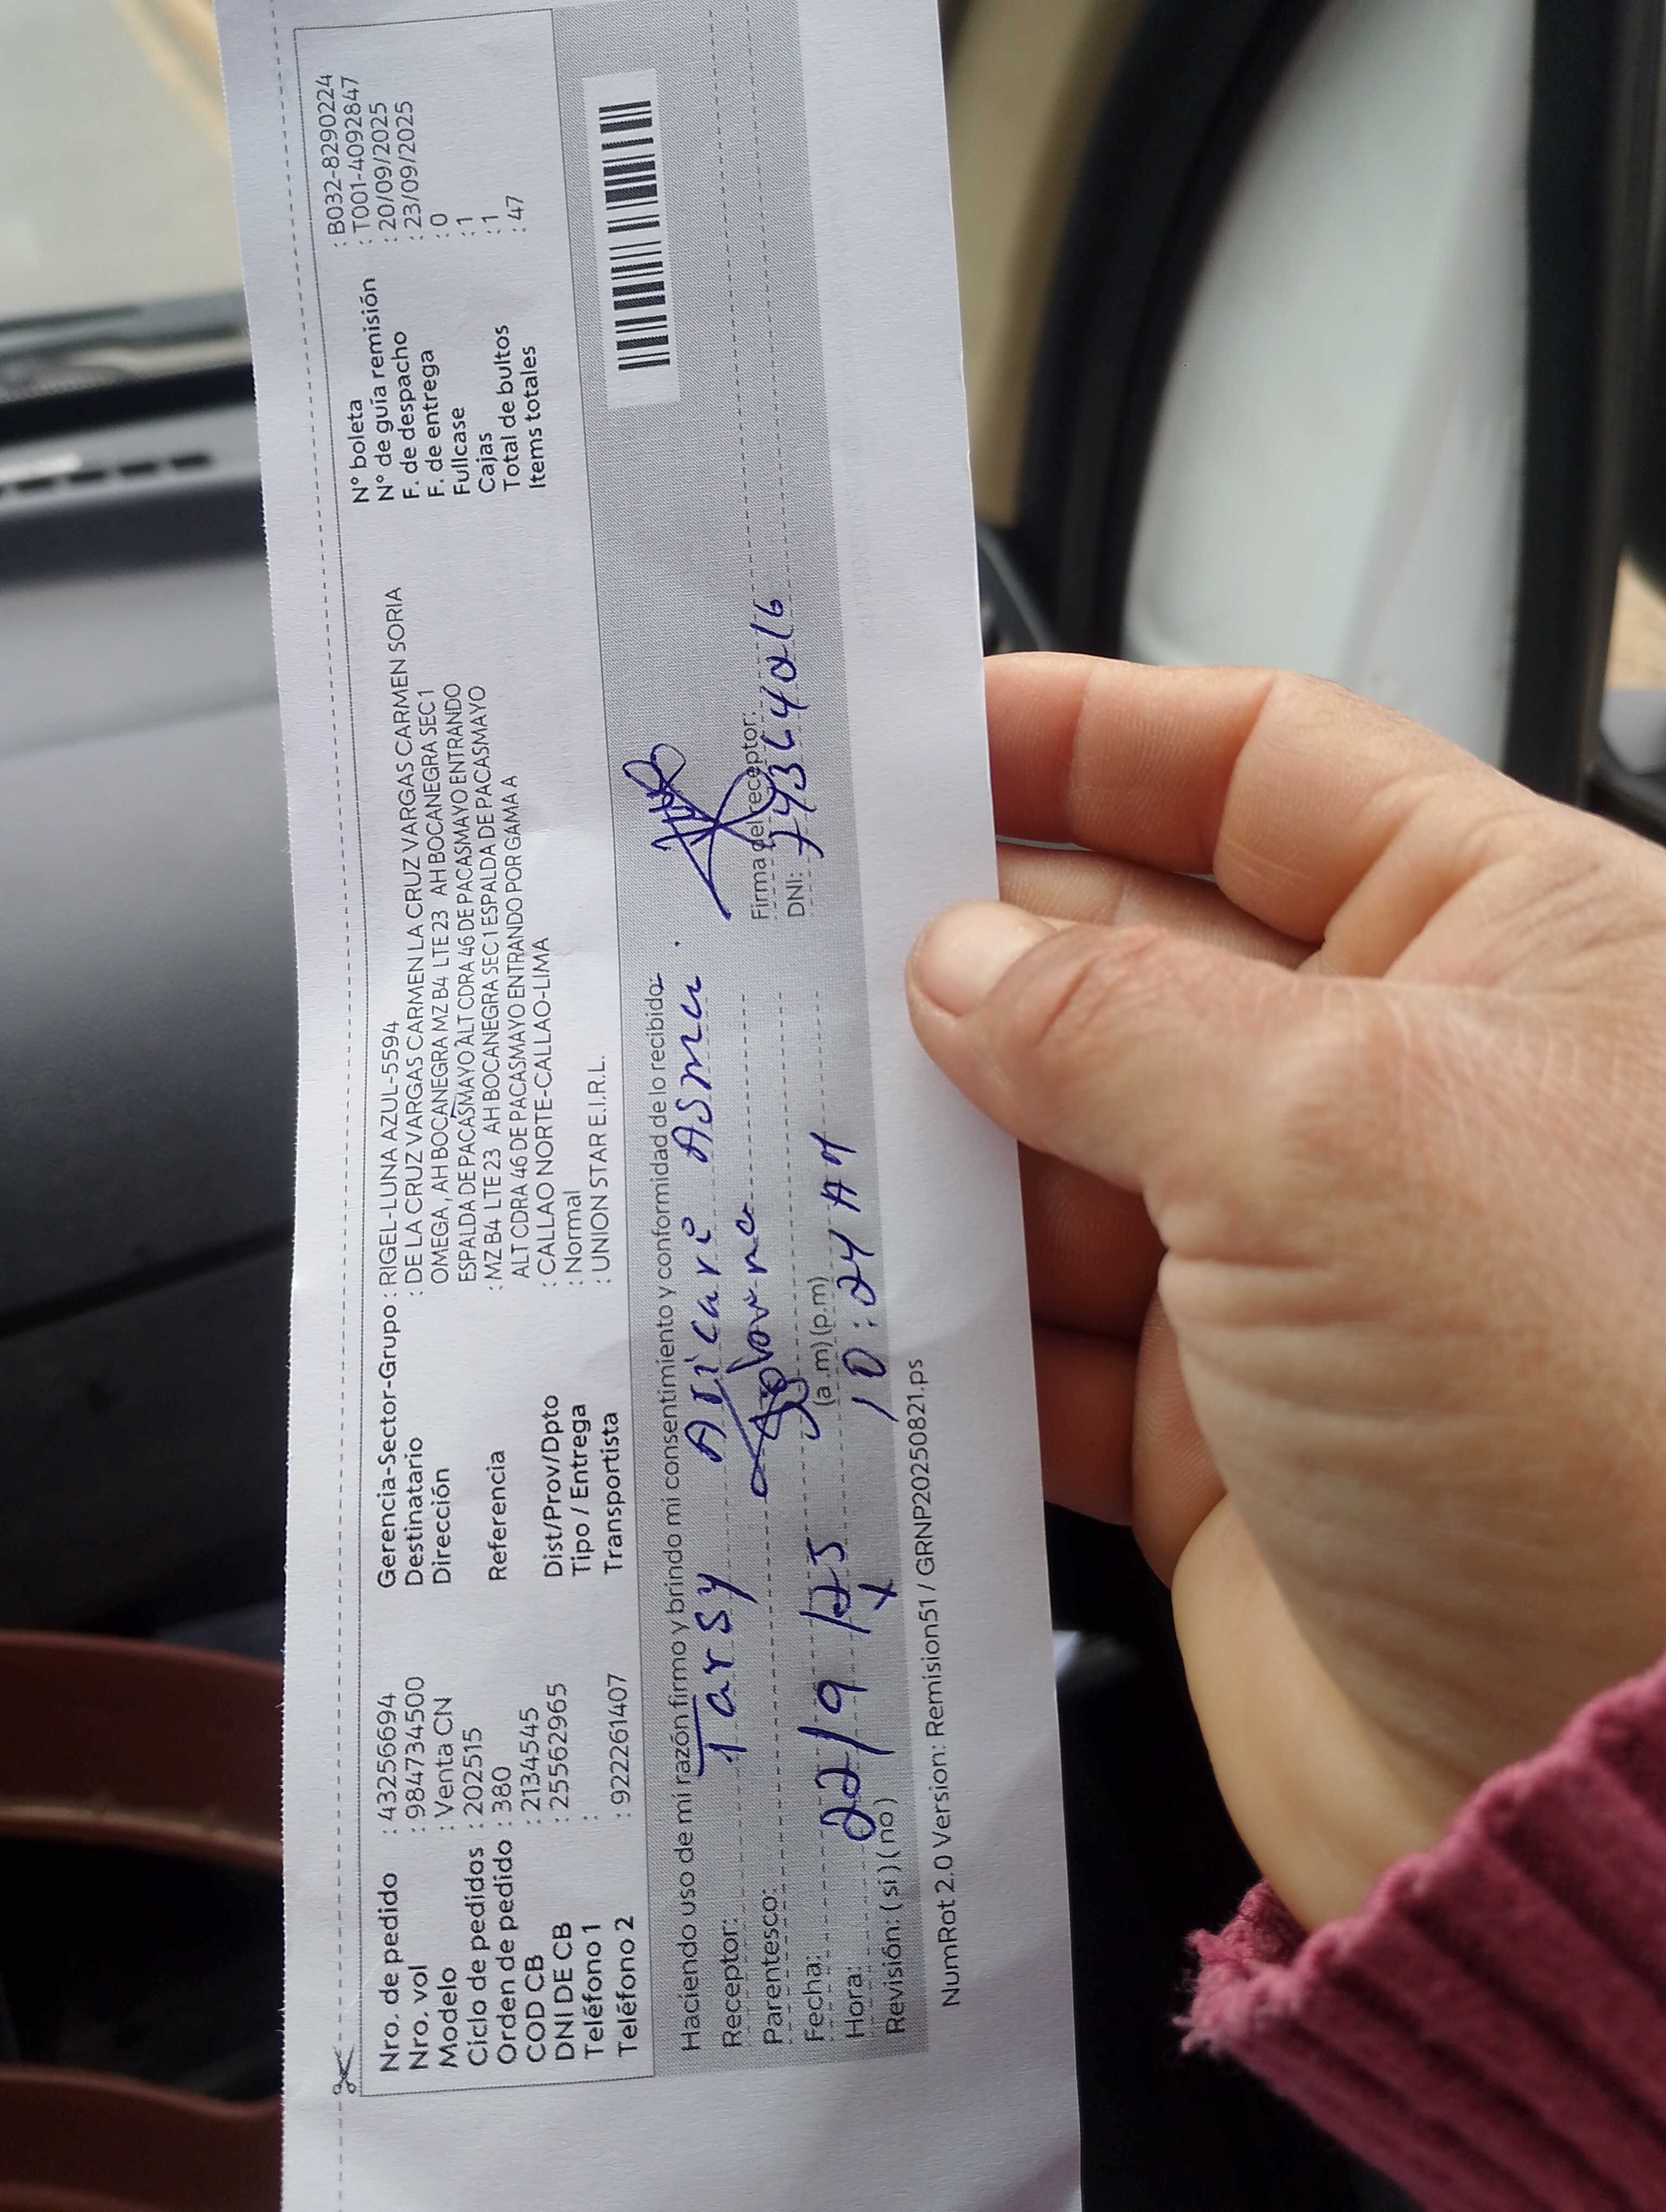 Nro. de pedido : 43256694
Nro. vol : 984734500
Modelo : Venta CN
Ciclo de pedidos : 202515
Orden de pedido : 380
COD CB : 2134545
DNI DE CB : 25562965
Teléfono 1 :
Teléfono 2 : 922261407
Gerencia-Sector-Grupo : RIGEL-LUNA AZUL-5594
Destinatario : DE LA CRUZ VARGAS CARMEN LA CRUZ VARGAS CARMEN SORIA
Dirección OMEGA , AH BOCANEGRA MZ B4 LTE 23 AH BOCANEGRA SEC 1
ESPALDA DE PACASMAYO ALT CDRA 46 DE PACASMAYO ENTRANDO
Referencia : MZ B4 LTE 23 AH BOCANEGRA SEC 1 ESPALDA DE PACASMAYO
ALT CDRA 46 DE PACASMAYO ENTRANDO POR GAMA A
Dist/Prov/Dpto : CALLAO NORTE-CALLAO-LIMA
Tipo / Entrega : Normal
Transportista : UNION STAR E.I.R.L.
N° boleta : B032-8290224
N° de guía remisión : T001-4092847
F. de despacho : 20/09/2025
F. de entrega : 23/09/2025
Fullcase : 0
Cajas : 1
Total de bultos : 1
Items totales : 47
Haciendo uso de mi razón firmo y brindo mi consentimiento y conformidad de lo recibido
Receptor: Tarsy
Parentesco:
Fecha: 22/9/25
Hora: (a.m) (p.m) 10:24 AM
Revisión: ( si ) ( no )
Firma del receptor:
DNI:
NumRot 2.0 Version: Remision51 / GRNP20250821.ps